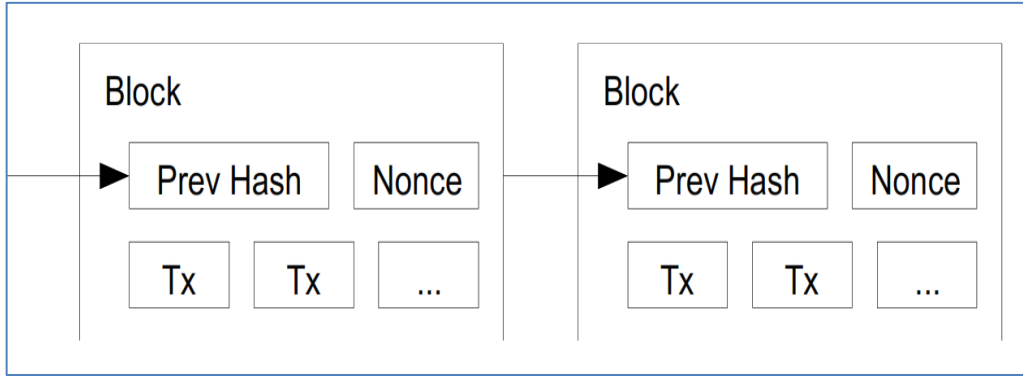 Block Block
Prev Hash Nonce Prev Hash Nonce
Tx Tx ... Tx Tx ...